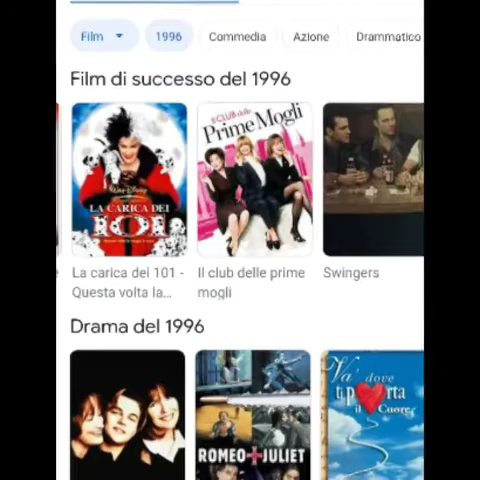 Film
1996
Commedia
Azione
Drammatico
Film di successo del 1996
WALT DISNEY
LA CARICA DEI
101
Il CLUB delle
Prime Mogli
La carica dei 101 -
Questa volta la...
Il club delle prime
mogli
Swingers
Drama del 1996
ROMEO+JULIET
Va' dove
ti porta
il Cuore